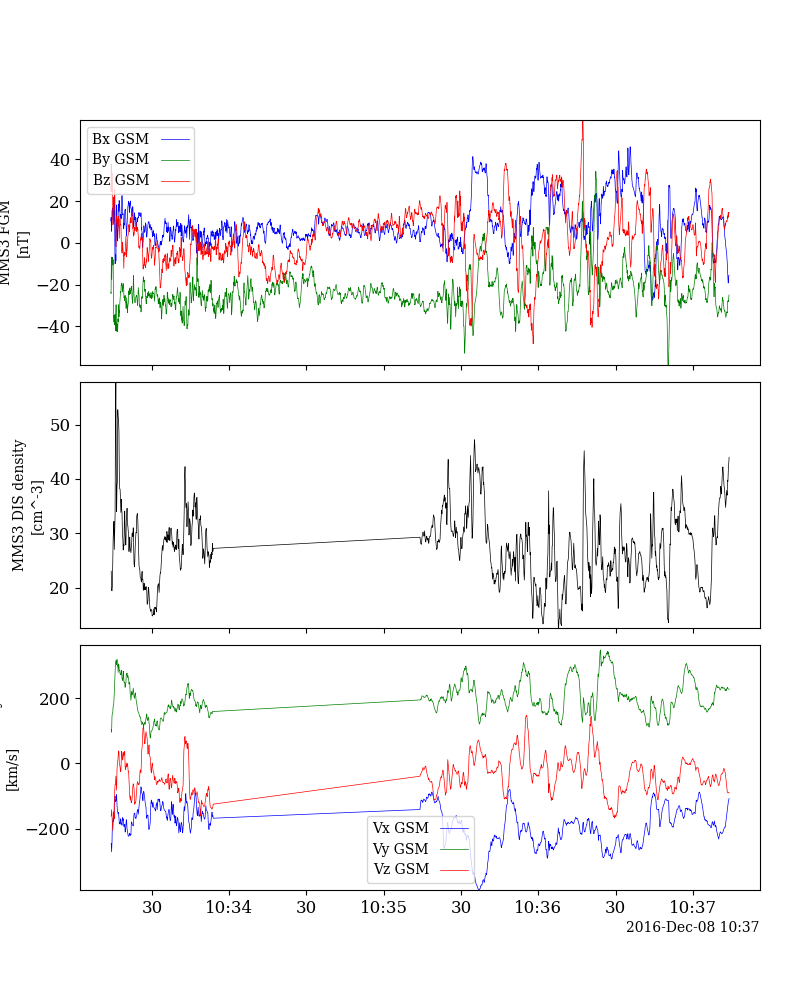 Bx GSM
By GSM
Bz GSM
40
20
0
−20
−40
MMS3 FGM
[nT]
50
40
30
20
MMS3 DIS density
[cm^-3]
200
0
−200
[km/s]
Vx GSM
Vy GSM
Vz GSM
30 10:34 30 10:35 30 10:36 30 10:37
2016-Dec-08 10:37